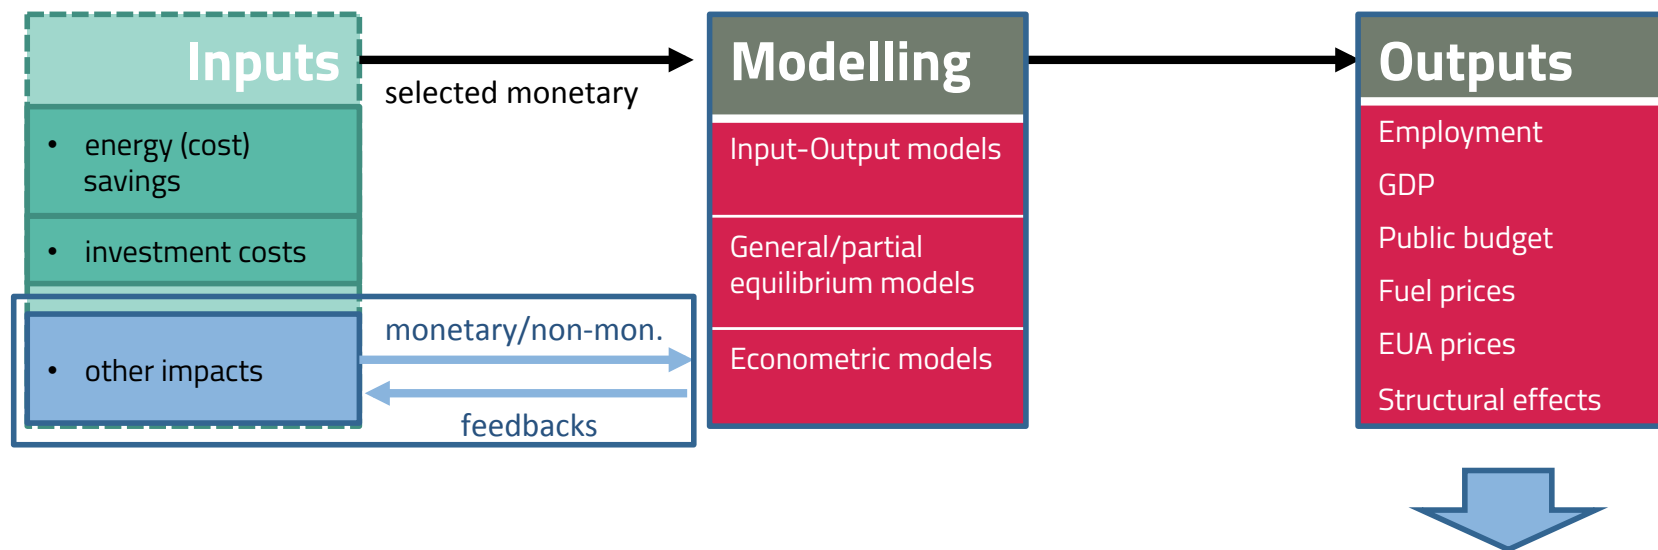 Inputs
selected monetary
• energy (cost)
savings
• investment costs
monetary/non-mon.
• other impacts
feedbacks
Modelling
Input-Output models
General/partial
equilibrium models
Econometric models
Outputs
Employment
GDP
Public budget
Fuel prices
EUA prices
Structural effects